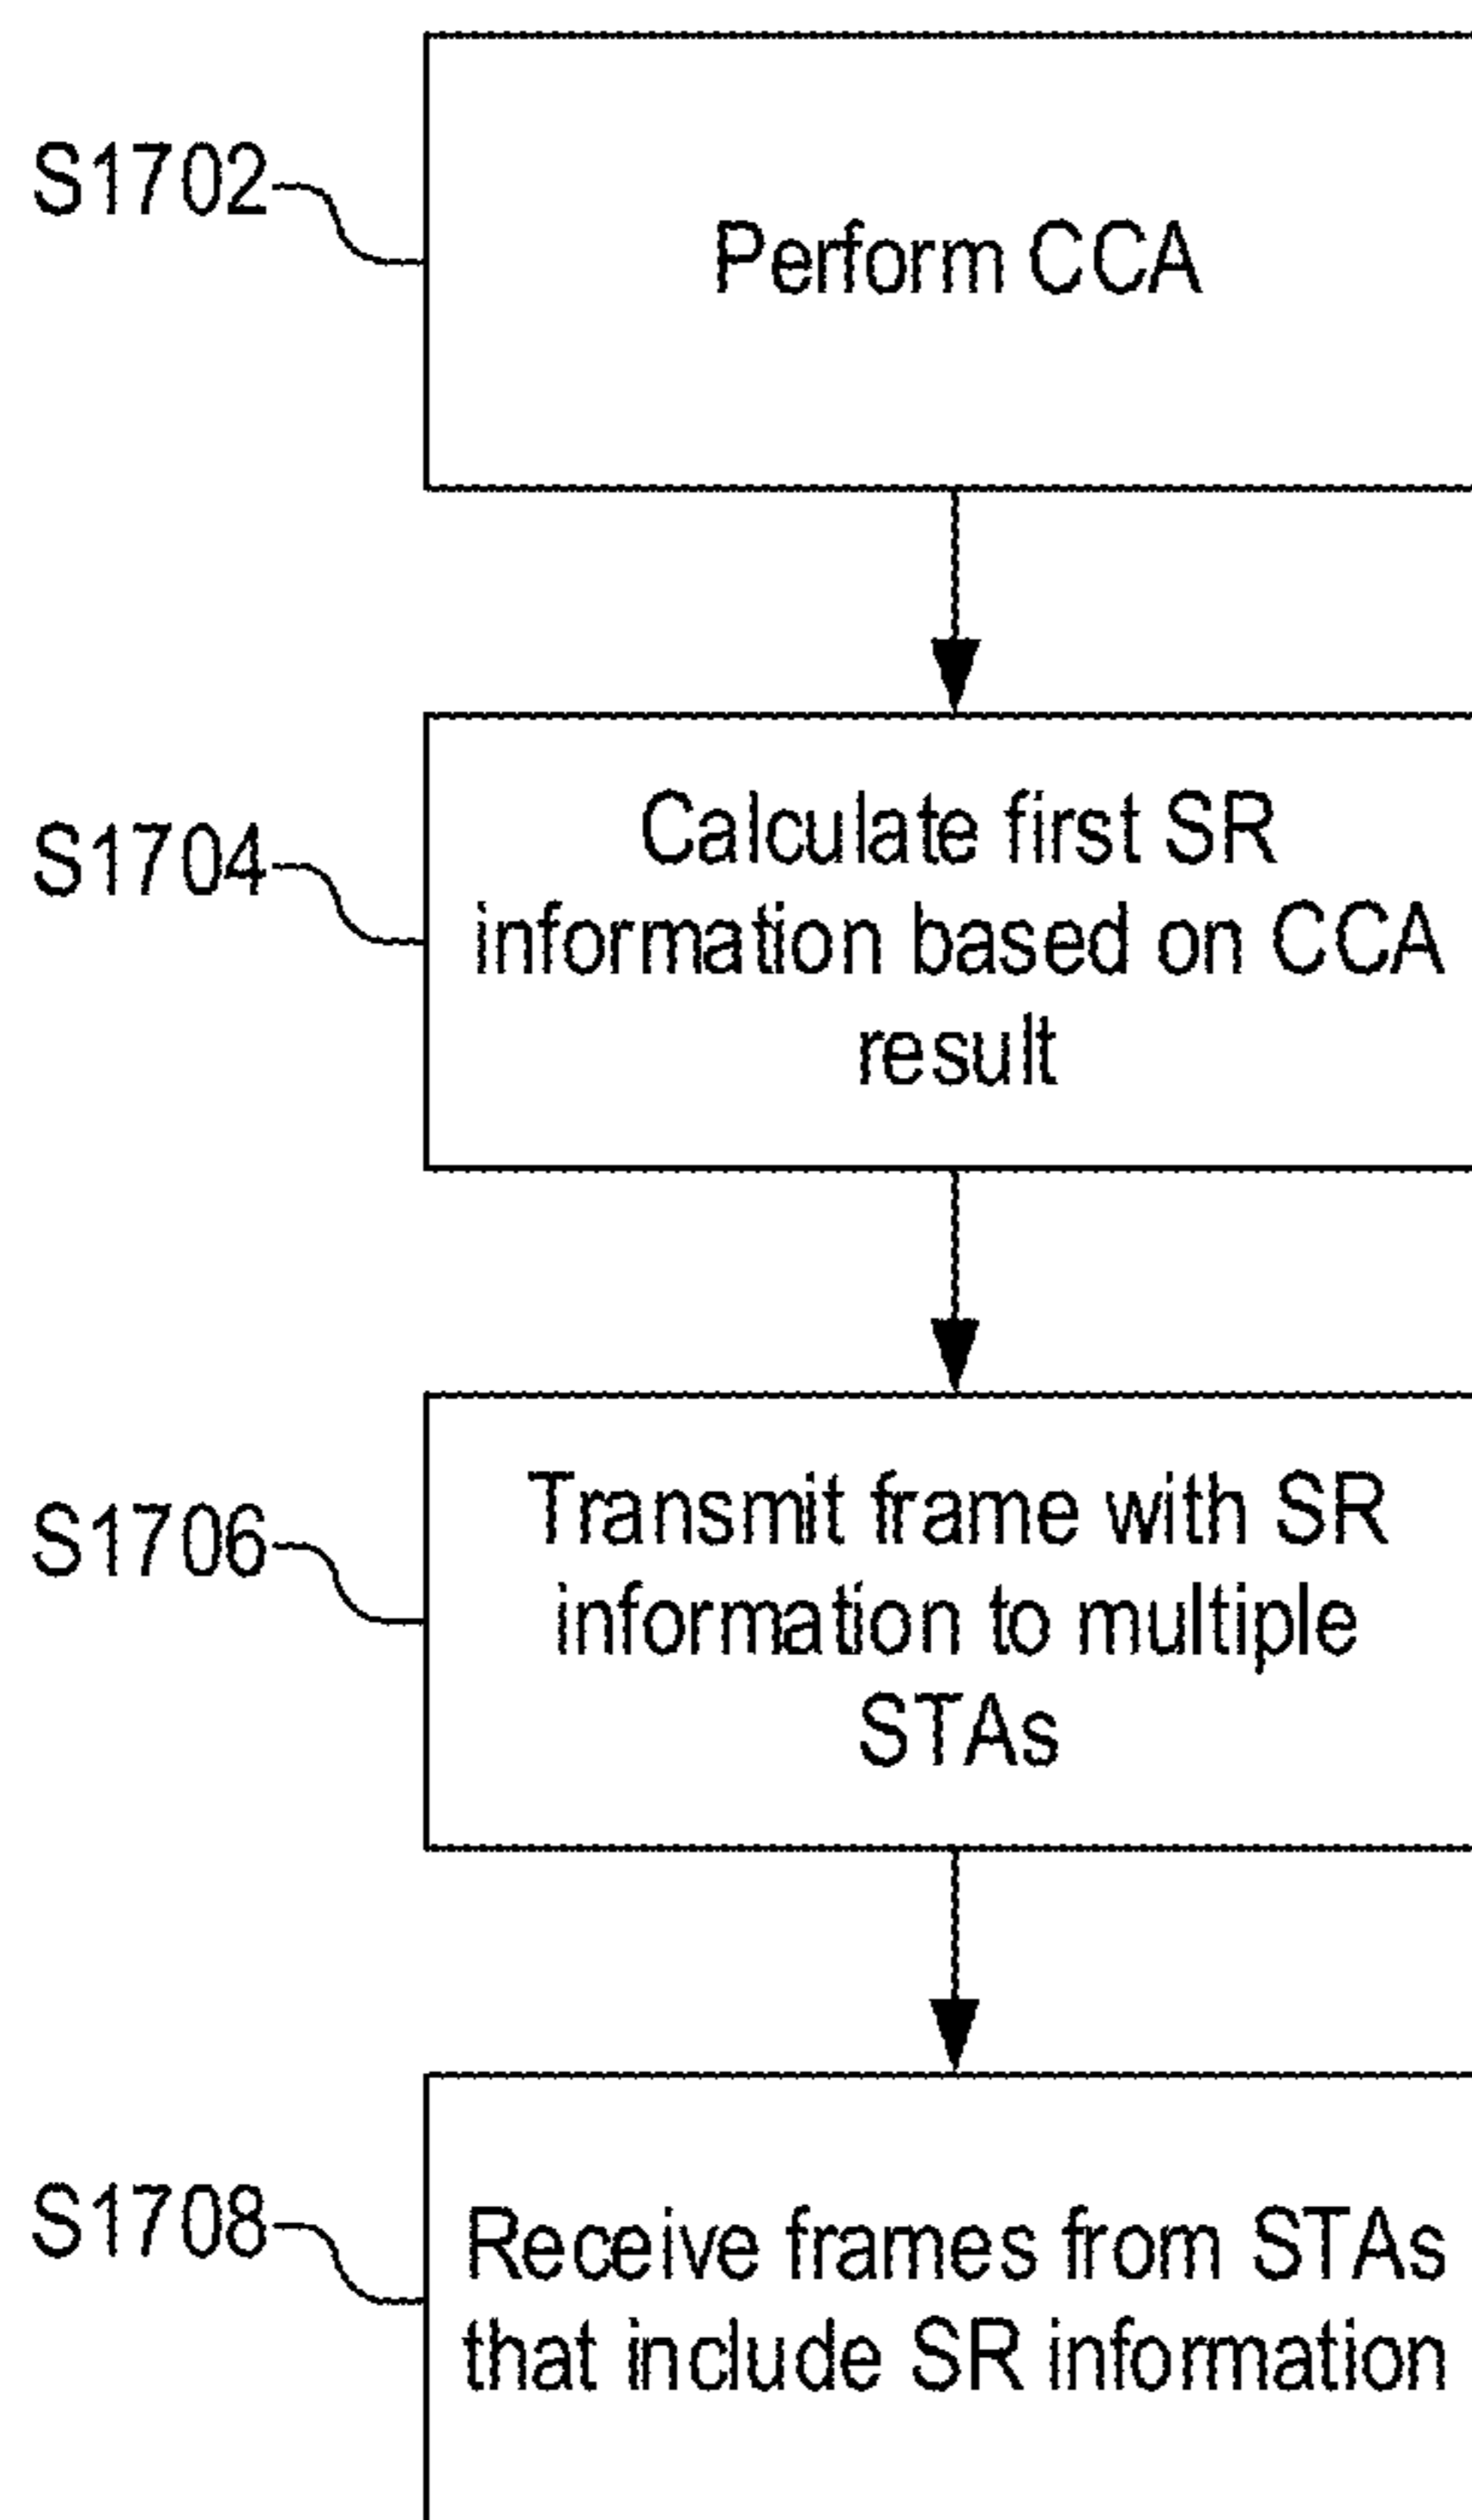 S1702
Perform CCA
S1704
Calculate first SR
information based on CCA
result
S1706
Transmit frame with SR
information to multiple
STAs
S1708
Receive frames from STAs
that include SR information